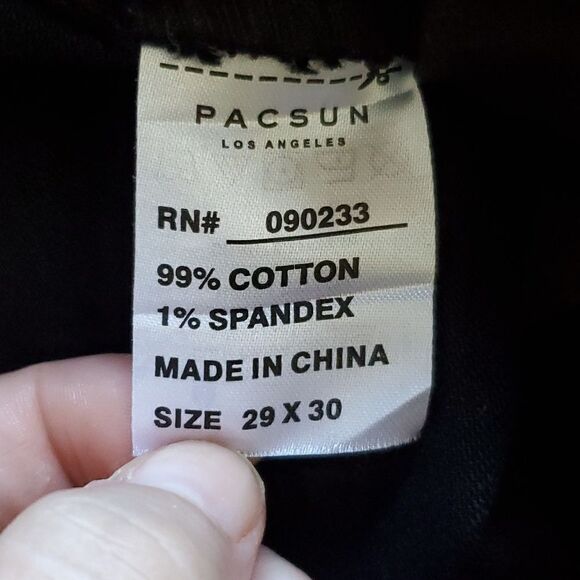 PACSUN
LOS ANGELES
RN# 090233
99% COTTON
1% SPANDEX
MADE IN CHINA
SIZE 29 X 30